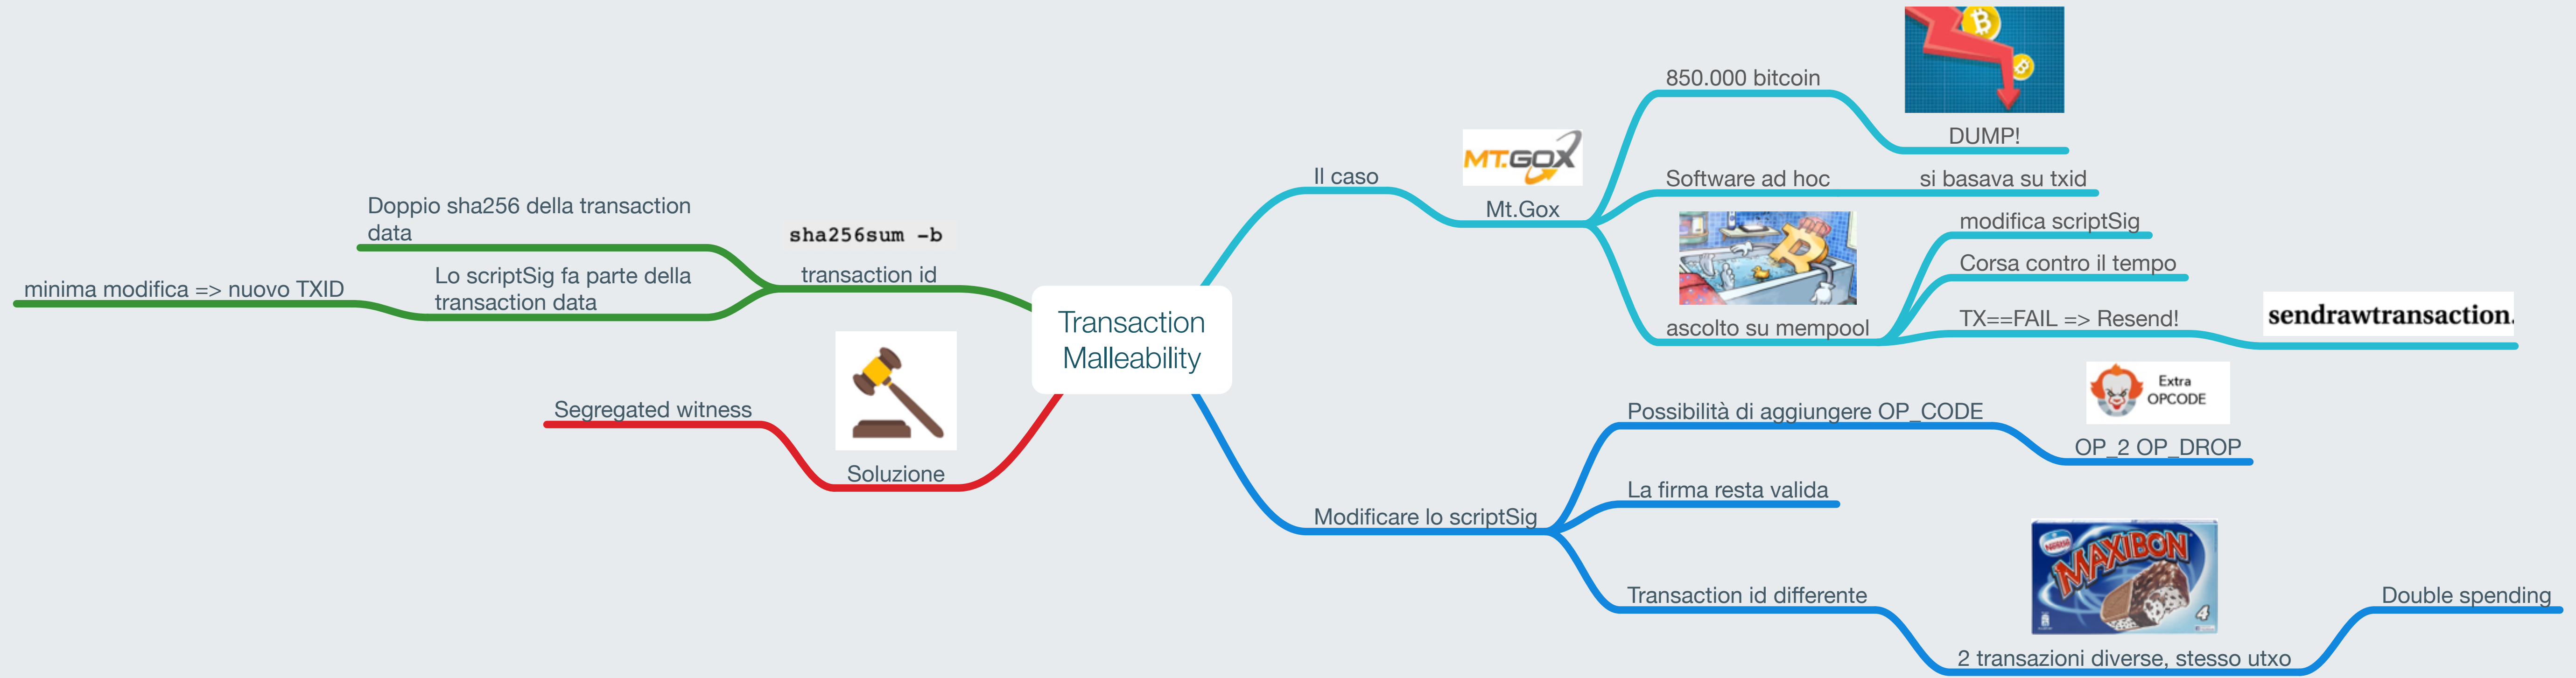 Transaction
Malleability
Il caso
MT.GOX
Mt.Gox
850.000 bitcoin
DUMP!
Software ad hoc
si basava su txid
ascolto su mempool
modifica scriptSig
Corsa contro il tempo
TX==FAIL => Resend!
sendrawtransaction.
Modificare lo scriptSig
Possibilità di aggiungere OP_CODE
Extra
OPCODE
OP_2 OP_DROP
La firma resta valida
Transaction id differente
MAXIBON
4
2 transazioni diverse, stesso utxo
Double spending
sha256sum -b
transaction id
Doppio sha256 della transaction
data
Lo scriptSig fa parte della
transaction data
minima modifica => nuovo TXID
Soluzione
Segregated witness